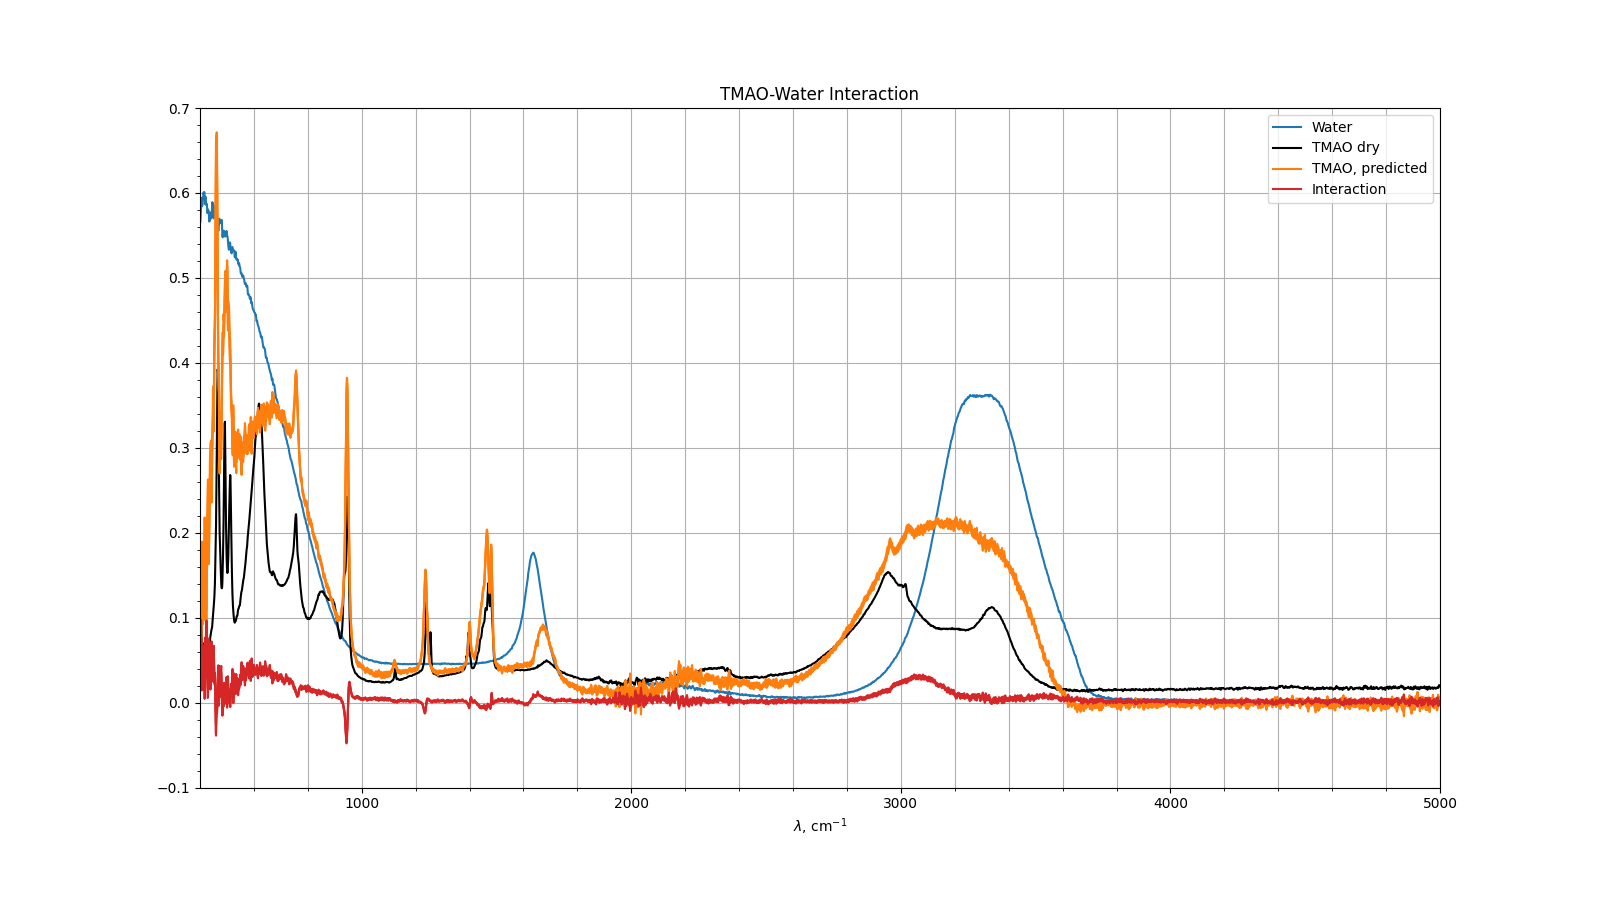 TMAO-Water Interaction
0.7
0.6
0.5
0.4
0.3
0.2
0.1
0.0
−0.1
Water
TMAO dry
TMAO, predicted
Interaction
1000 2000 3000 4000 5000
λ, cm⁻¹